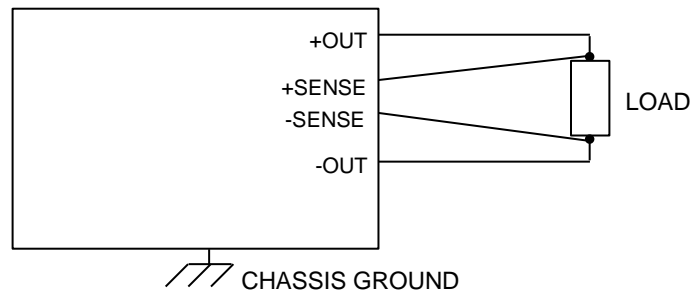 +OUT
+SENSE
LOAD
-SENSE
-OUT
CHASSIS GROUND